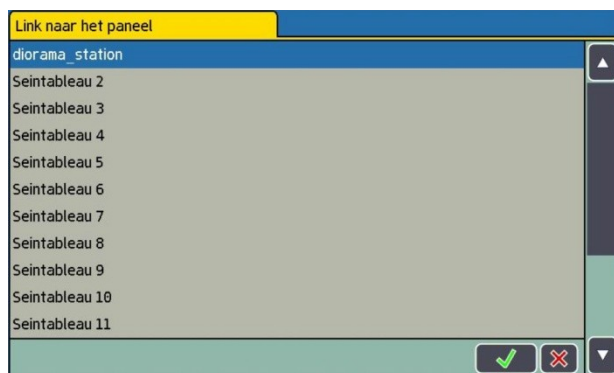 Link naar het paneel
diorama_station
Seintableau 2
Seintableau 3
Seintableau 4
Seintableau 5
Seintableau 6
Seintableau 7
Seintableau 8
Seintableau 9
Seintableau 10
Seintableau 11